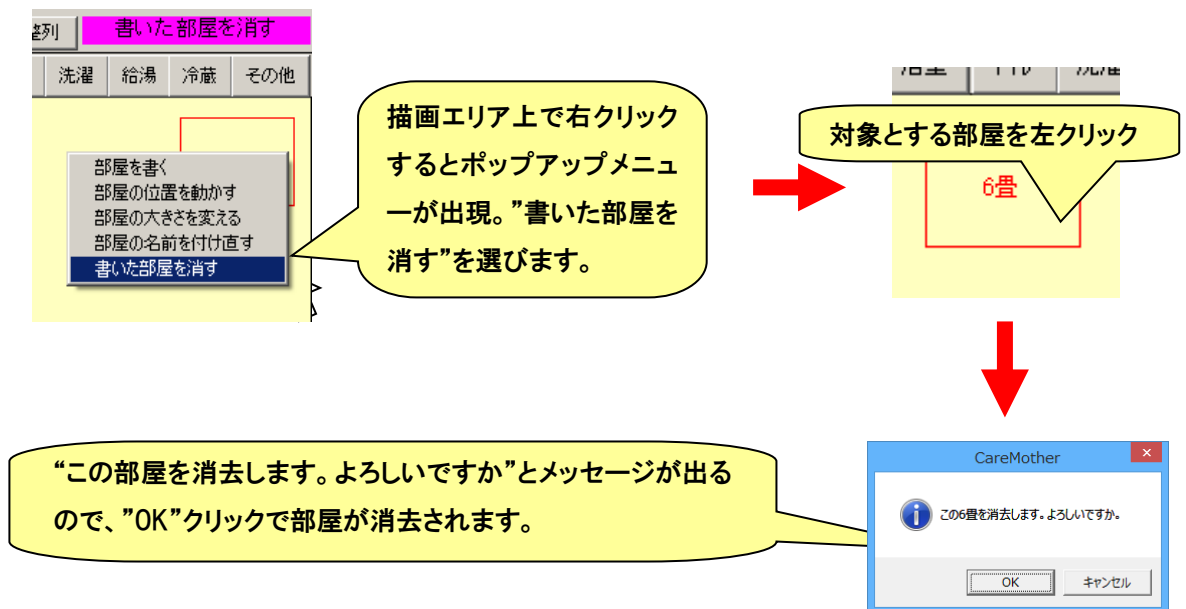 整列 書いた部屋を消す
洗濯 給湯 冷蔵 その他
部屋を書く
部屋の位置を動かす
部屋の大きさを変える
部屋の名前を付け直す
書いた部屋を消す
描画エリア上で右クリック
するとポップアップメニュ
ーが出現。”書いた部屋を
消す”を選びます。
対象とする部屋を左クリック
6畳
“この部屋を消去します。よろしいですか”とメッセージが出る
ので、”OK”クリックで部屋が消去されます。
CareMother
この6畳を消去します。よろしいですか。
OK キャンセル